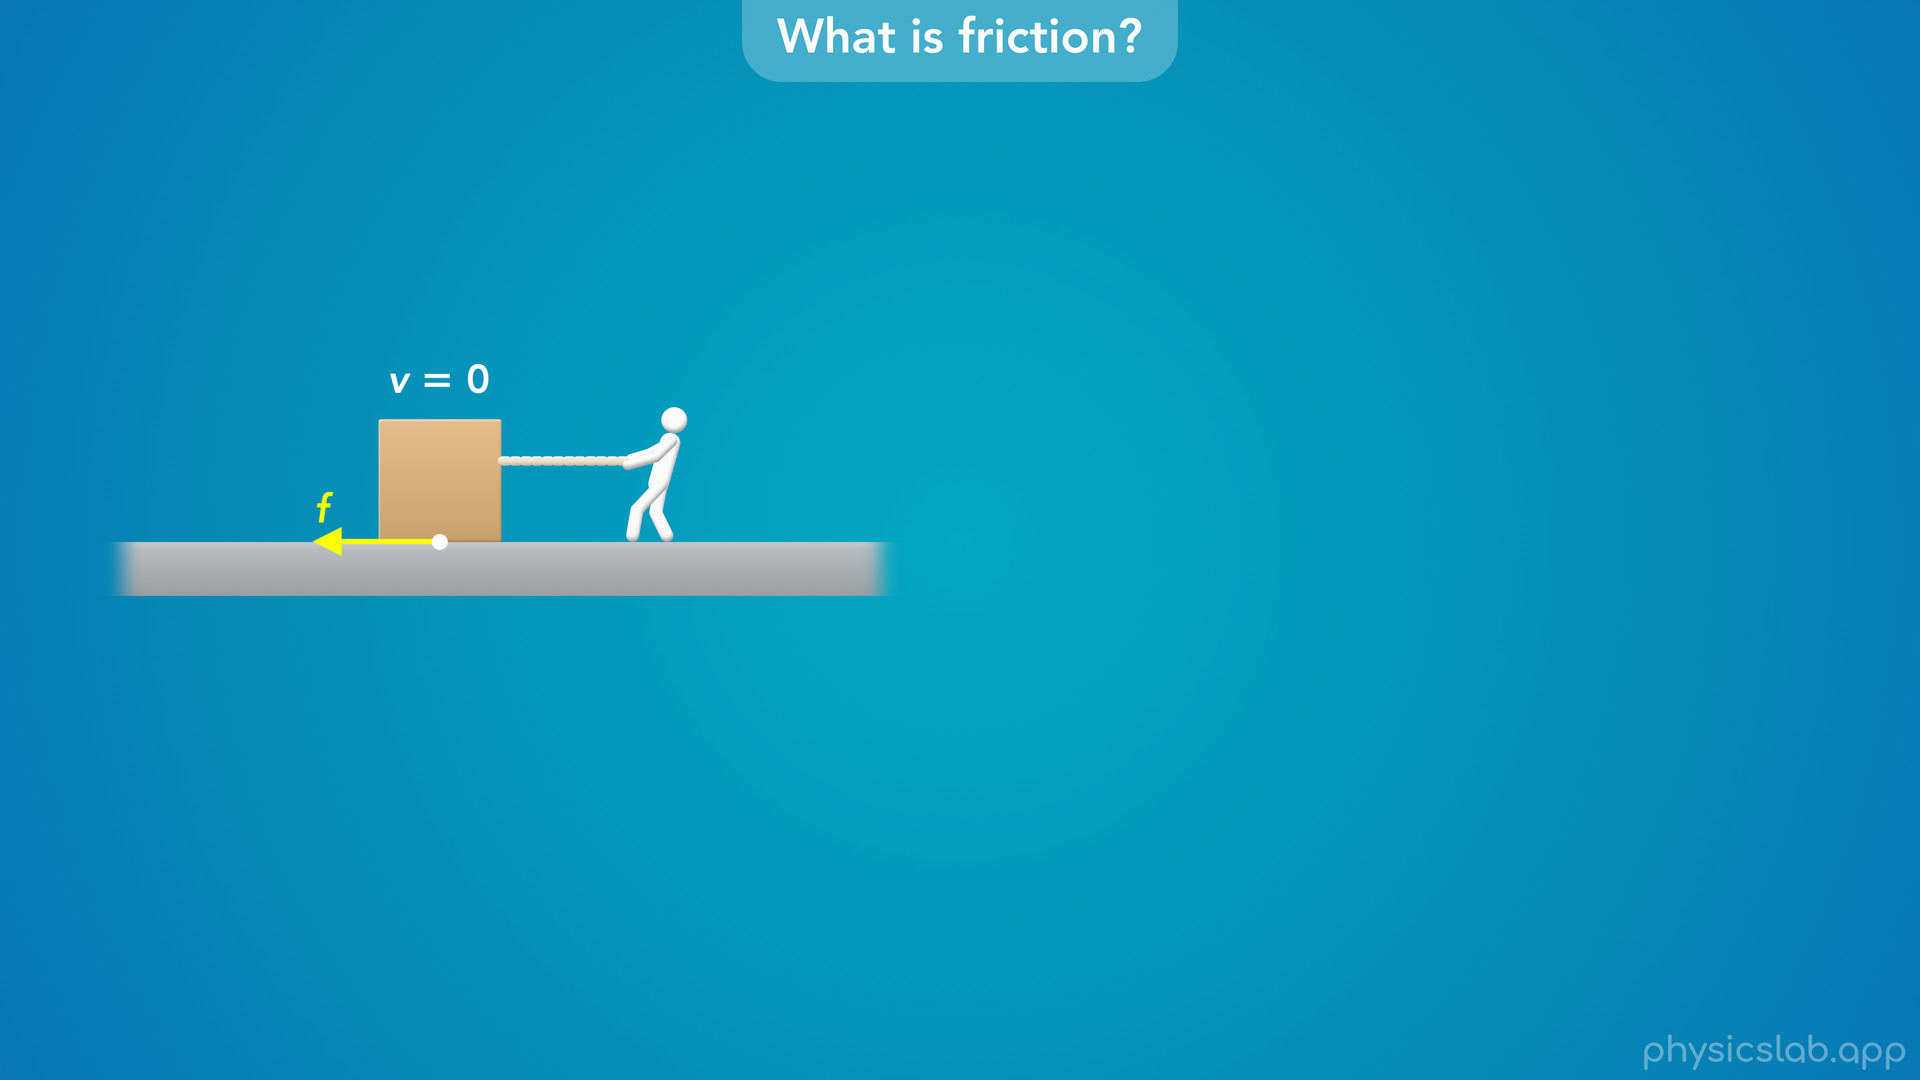 What is friction?
v = 0
f
physicslab.app